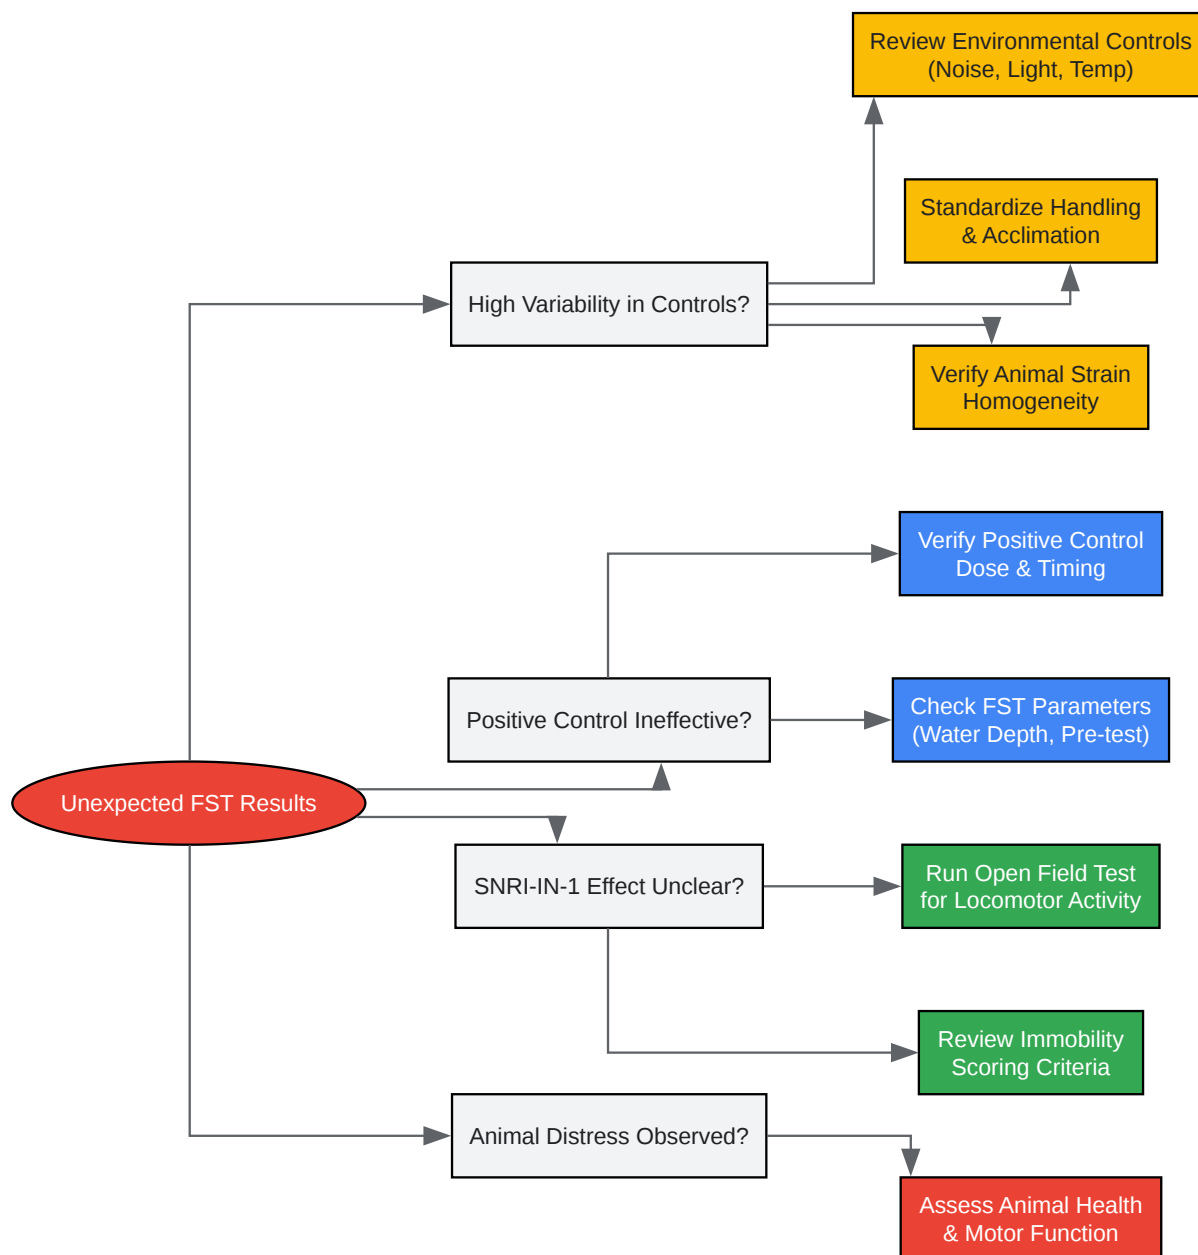 Review Environmental Controls
(Noise, Light, Temp)
Standardize Handling
& Acclimation
High Variability in Controls?
Verify Animal Strain
Homogeneity
Verify Positive Control
Dose & Timing
Positive Control Ineffective?
Check FST Parameters
(Water Depth, Pre-test)
Unexpected FST Results
SNRI-IN-1 Effect Unclear?
Run Open Field Test
for Locomotor Activity
Review Immobility
Scoring Criteria
Animal Distress Observed?
Assess Animal Health
& Motor Function